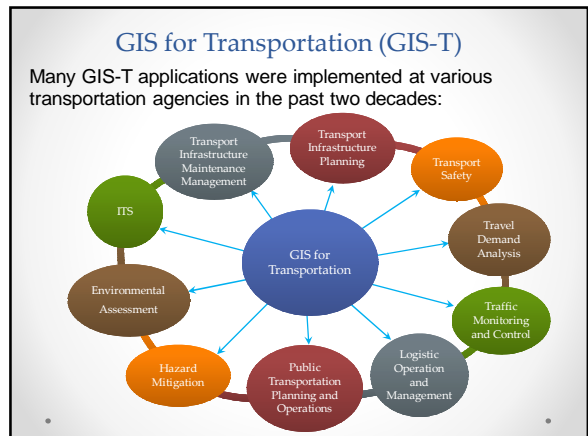 GIS for Transportation (GIS-T)
Many GIS-T applications were implemented at various
transportation agencies in the past two decades:
Transport
Infrastructure
Planning
Transport
Safety
Travel
Demand
Analysis
Traffic
Monitoring
and Control
Logistic
Operation
and
Management
Public
Transportation
Planning and
Operations
Hazard
Mitigation
Environmental
Assessment
ITS
Transport
Infrastructure
Maintenance
Management
GIS for
Transportation